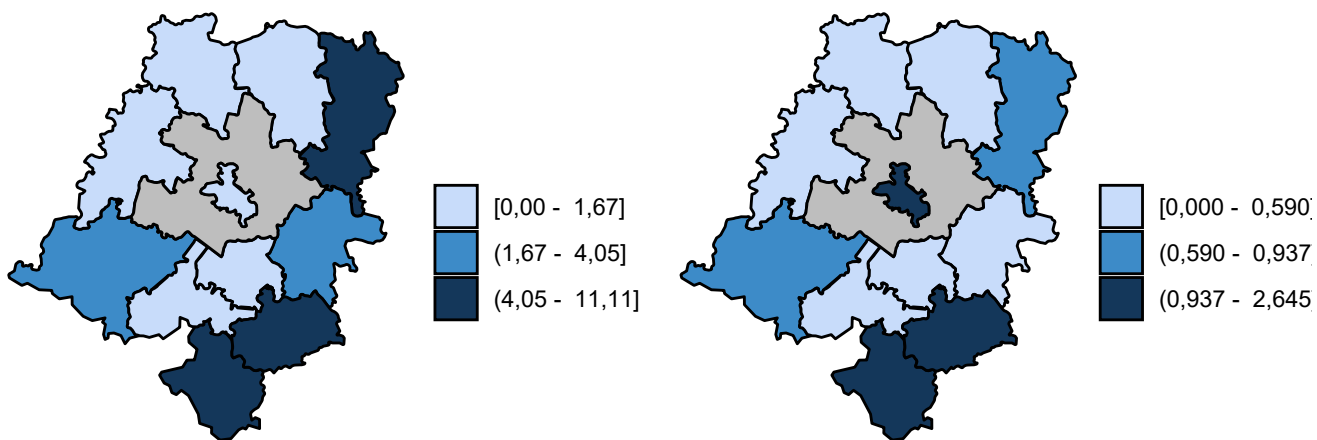 [0,00 - 1,67]
(1,67 - 4,05]
(4,05 - 11,11]
[0,000 - 0,590]
(0,590 - 0,937]
(0,937 - 2,645]